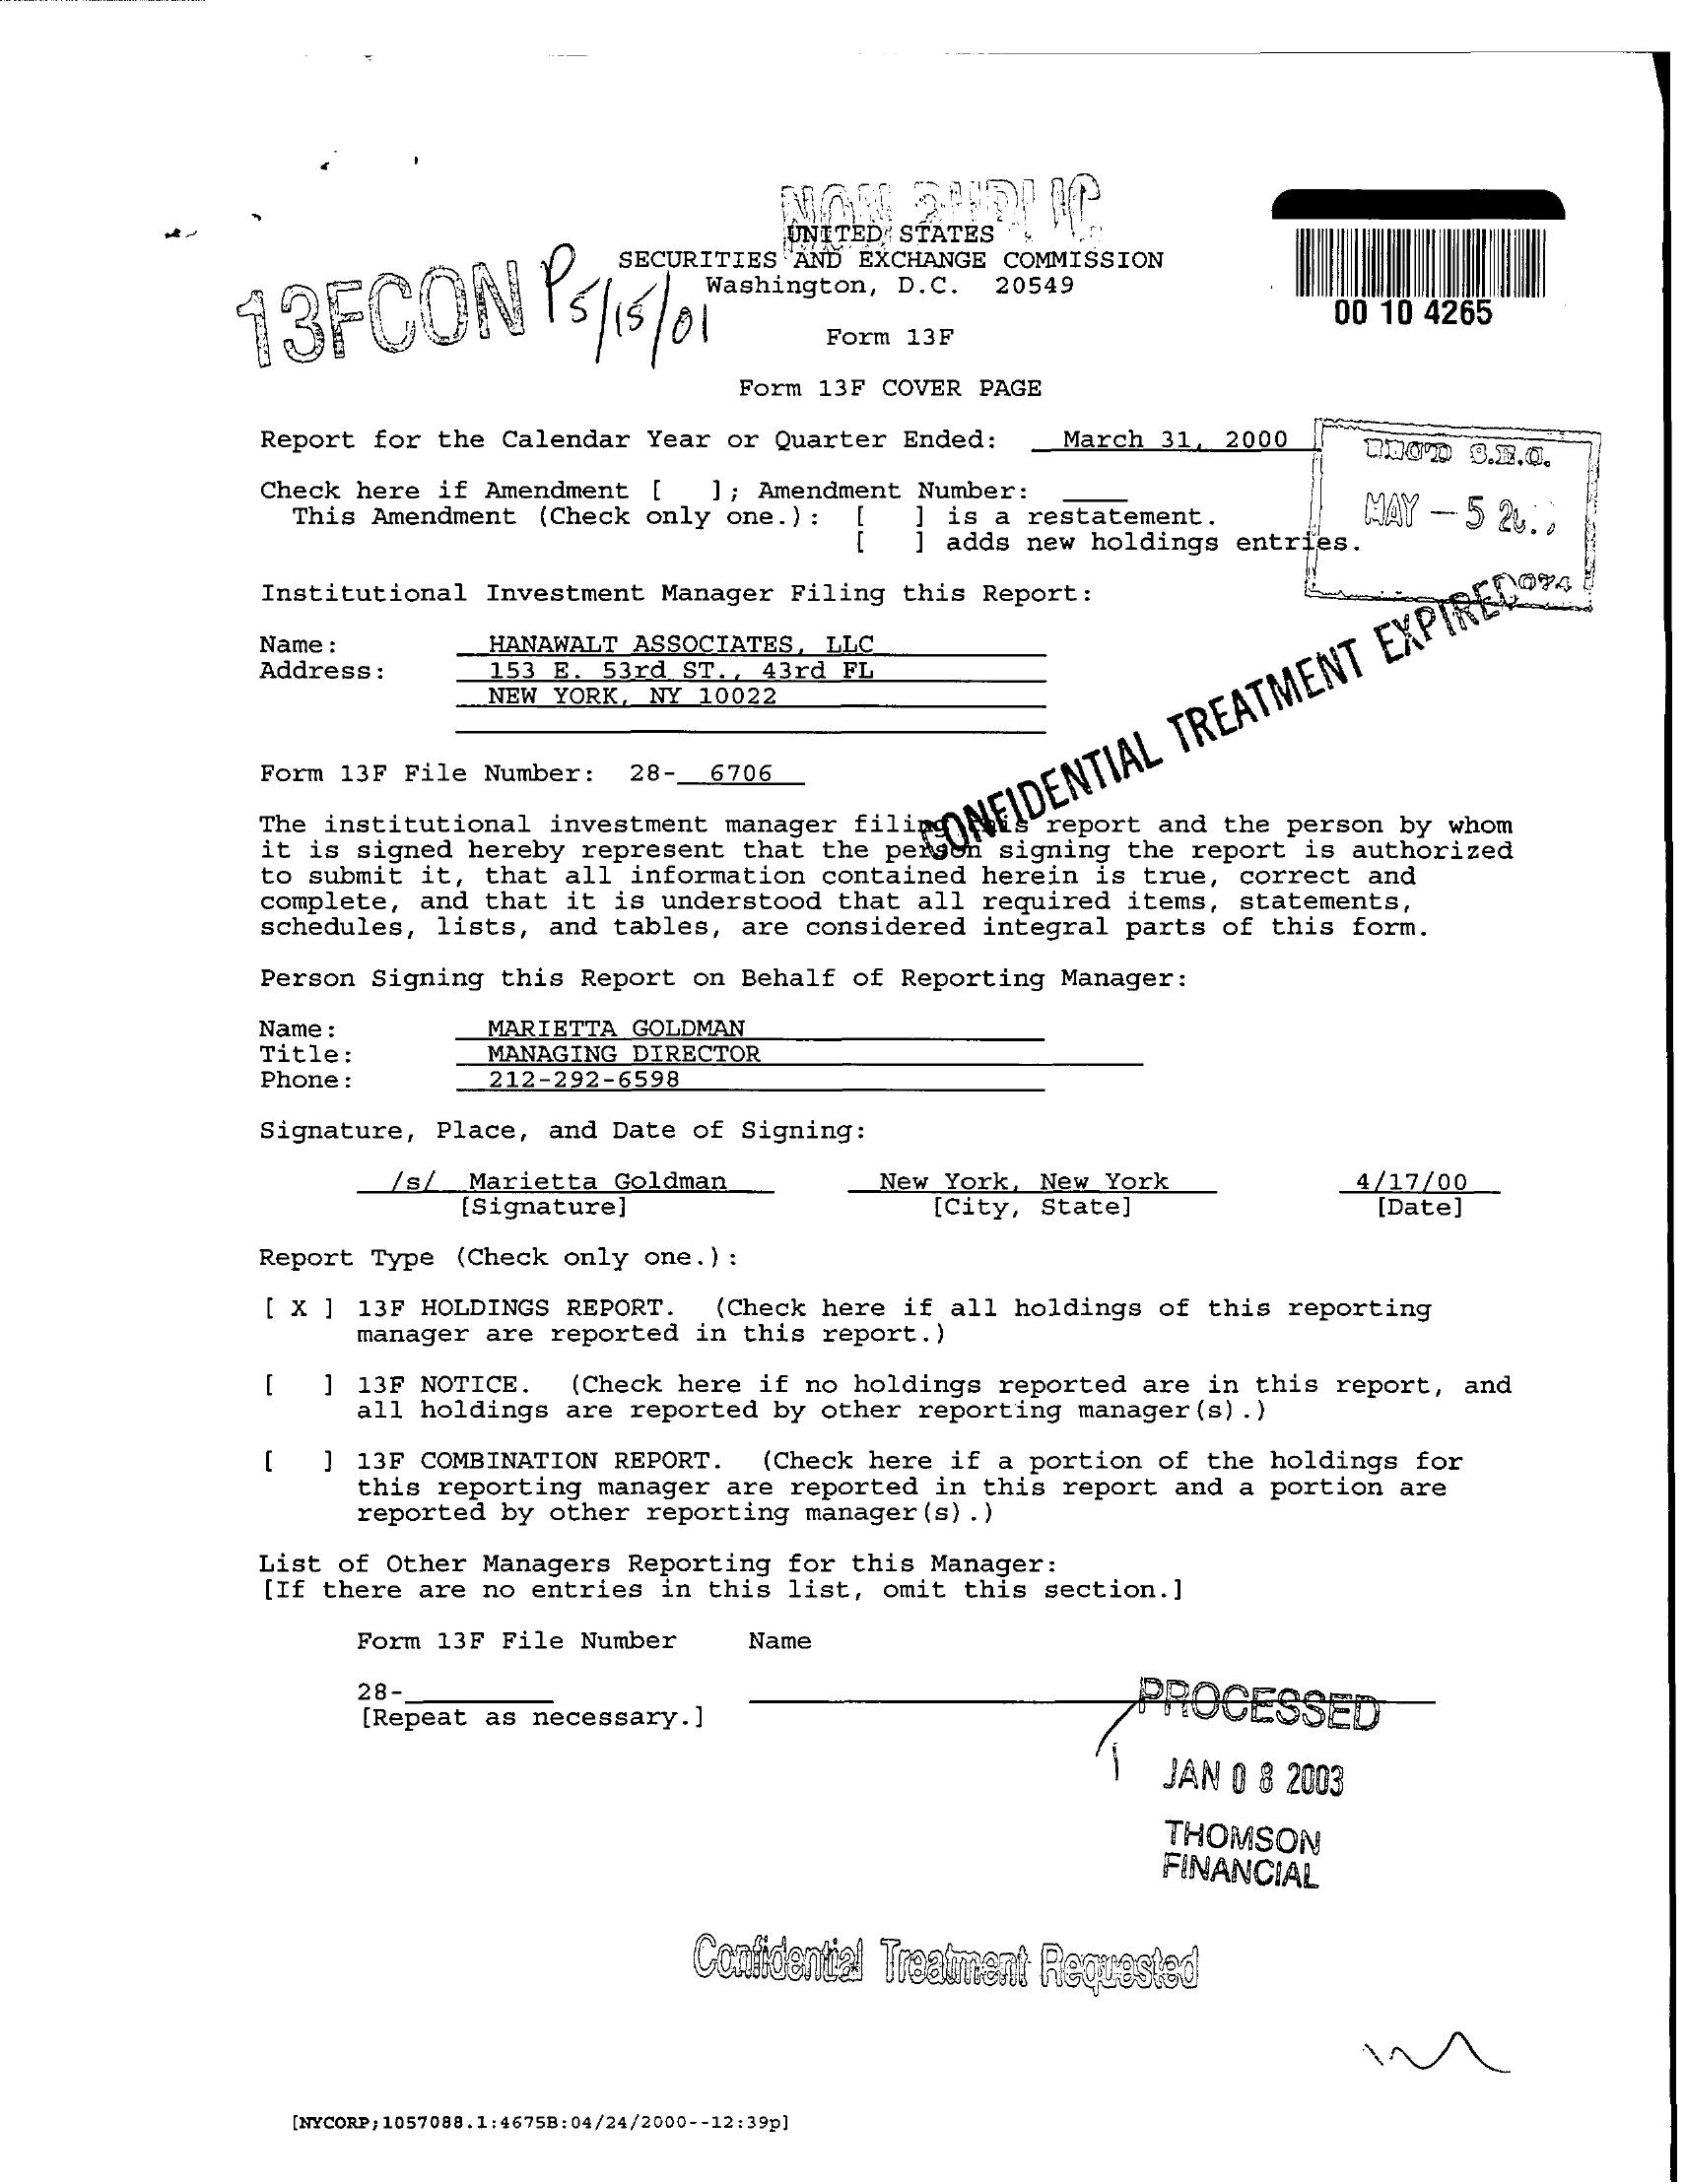 NON PUBLIC
UNITED STATES
SECURITIES AND EXCHANGE COMMISSION
Washington, D.C. 20549
13FCON P 5/15/01
00 10 4265
Form 13F
Form 13F COVER PAGE
Report for the Calendar Year or Quarter Ended: March 31, 2000
REC'D S.E.C.
MAY - 5
Check here if Amendment [ ]; Amendment Number: ____
This Amendment (Check only one.): [ ] is a restatement.
[ ] adds new holdings entries.
Institutional Investment Manager Filing this Report:
CONFIDENTIAL TREATMENT EXPIRED
Name: HANAWALT ASSOCIATES, LLC
Address: 153 E. 53rd ST., 43rd FL
NEW YORK, NY 10022
Form 13F File Number: 28- 6706
The institutional investment manager filing this report and the person by whom
it is signed hereby represent that the person signing the report is authorized
to submit it, that all information contained herein is true, correct and
complete, and that it is understood that all required items, statements,
schedules, lists, and tables, are considered integral parts of this form.
Person Signing this Report on Behalf of Reporting Manager:
Name: MARIETTA GOLDMAN
Title: MANAGING DIRECTOR
Phone: 212-292-6598
Signature, Place, and Date of Signing:
/s/ Marietta Goldman New York, New York 4/17/00
[Signature] [City, State] [Date]
Report Type (Check only one.):
[ X ] 13F HOLDINGS REPORT. (Check here if all holdings of this reporting
manager are reported in this report.)
[ ] 13F NOTICE. (Check here if no holdings reported are in this report, and
all holdings are reported by other reporting manager(s).)
[ ] 13F COMBINATION REPORT. (Check here if a portion of the holdings for
this reporting manager are reported in this report and a portion are
reported by other reporting manager(s).)
List of Other Managers Reporting for this Manager:
[If there are no entries in this list, omit this section.]
Form 13F File Number Name
28-
[Repeat as necessary.]
PROCESSED
JAN 0 8 2003
THOMSON
FINANCIAL
Confidential Treatment Requested
[NYCORP;1057088.1:4675B:04/24/2000--12:39p]